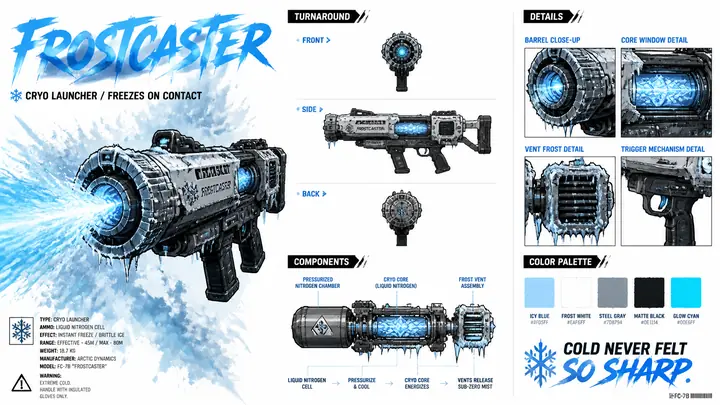 FROSTCASTER
CRYO LAUNCHER / FREEZES ON CONTACT
FROSTCASTER
TYPE: CRYO LAUNCHER
AMMO: LIQUID NITROGEN CELL
EFFECT: INSTANT FREEZE / BRITTLE ICE
RANGE: EFFECTIVE - 45M / MAX - 80M
WEIGHT: 18.7 KG
MANUFACTURER: ARCTIC DYNAMICS
MODEL: FC-78 "FROSTCASTER"
WARNING:
EXTREME COLD.
HANDLE WITH INSULATED
GLOVES ONLY.
TURNAROUND
FRONT
SIDE
FROSTCASTER
BACK
COMPONENTS
PRESSURIZED
NITROGEN CHAMBER
CRYO CORE
(LIQUID NITROGEN)
FROST VENT
ASSEMBLY
LIQUID NITROGEN
CELL
PRESSURIZE
& COOL
CRYO CORE
ENERGIZES
VENTS RELEASE
SUB-ZERO MIST
DETAILS
BARREL CLOSE-UP
CORE WINDOW DETAIL
VENT FROST DETAIL
TRIGGER MECHANISM DETAL
COLOR PALETTE
ICY BLUE
FROST WHITE
STEEL GRAY
MATTE BLACK
GLOW CYAN
COLD NEVER FELT
SO SHARP.
FC-78